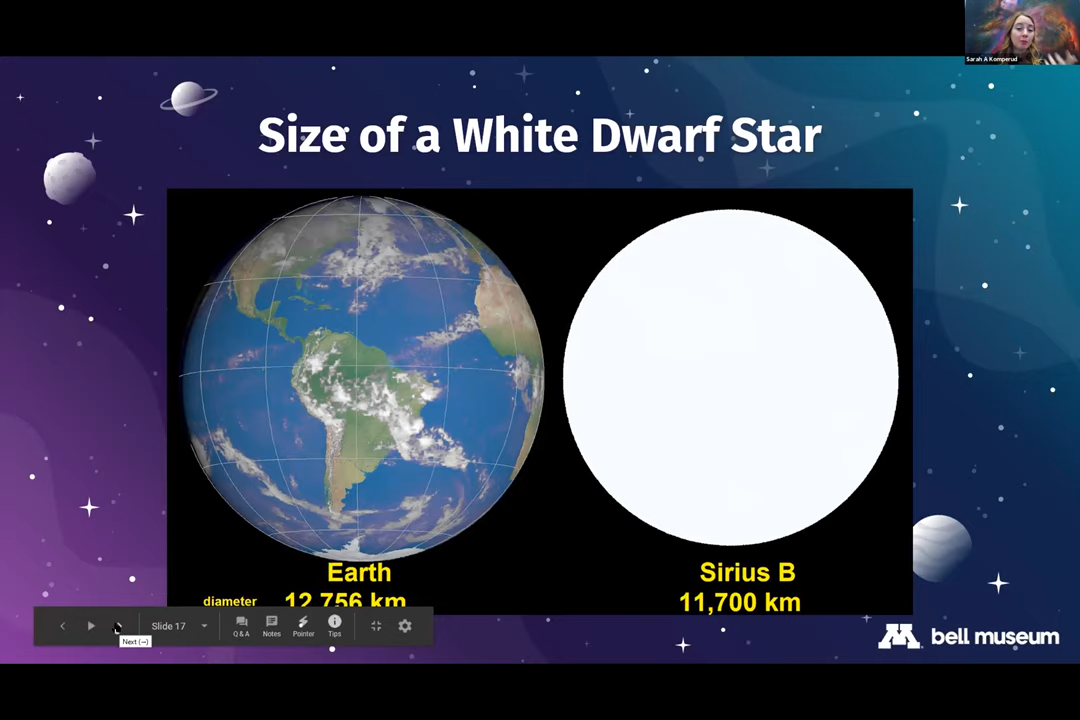 Sarah A Komperud
Size of a White Dwarf Star
Earth
Sirius B
diameter
12,756 km
11,700 km
Slide 17
Q & A
Notes
Pointer
Tips
Next (→)
M
bell museum